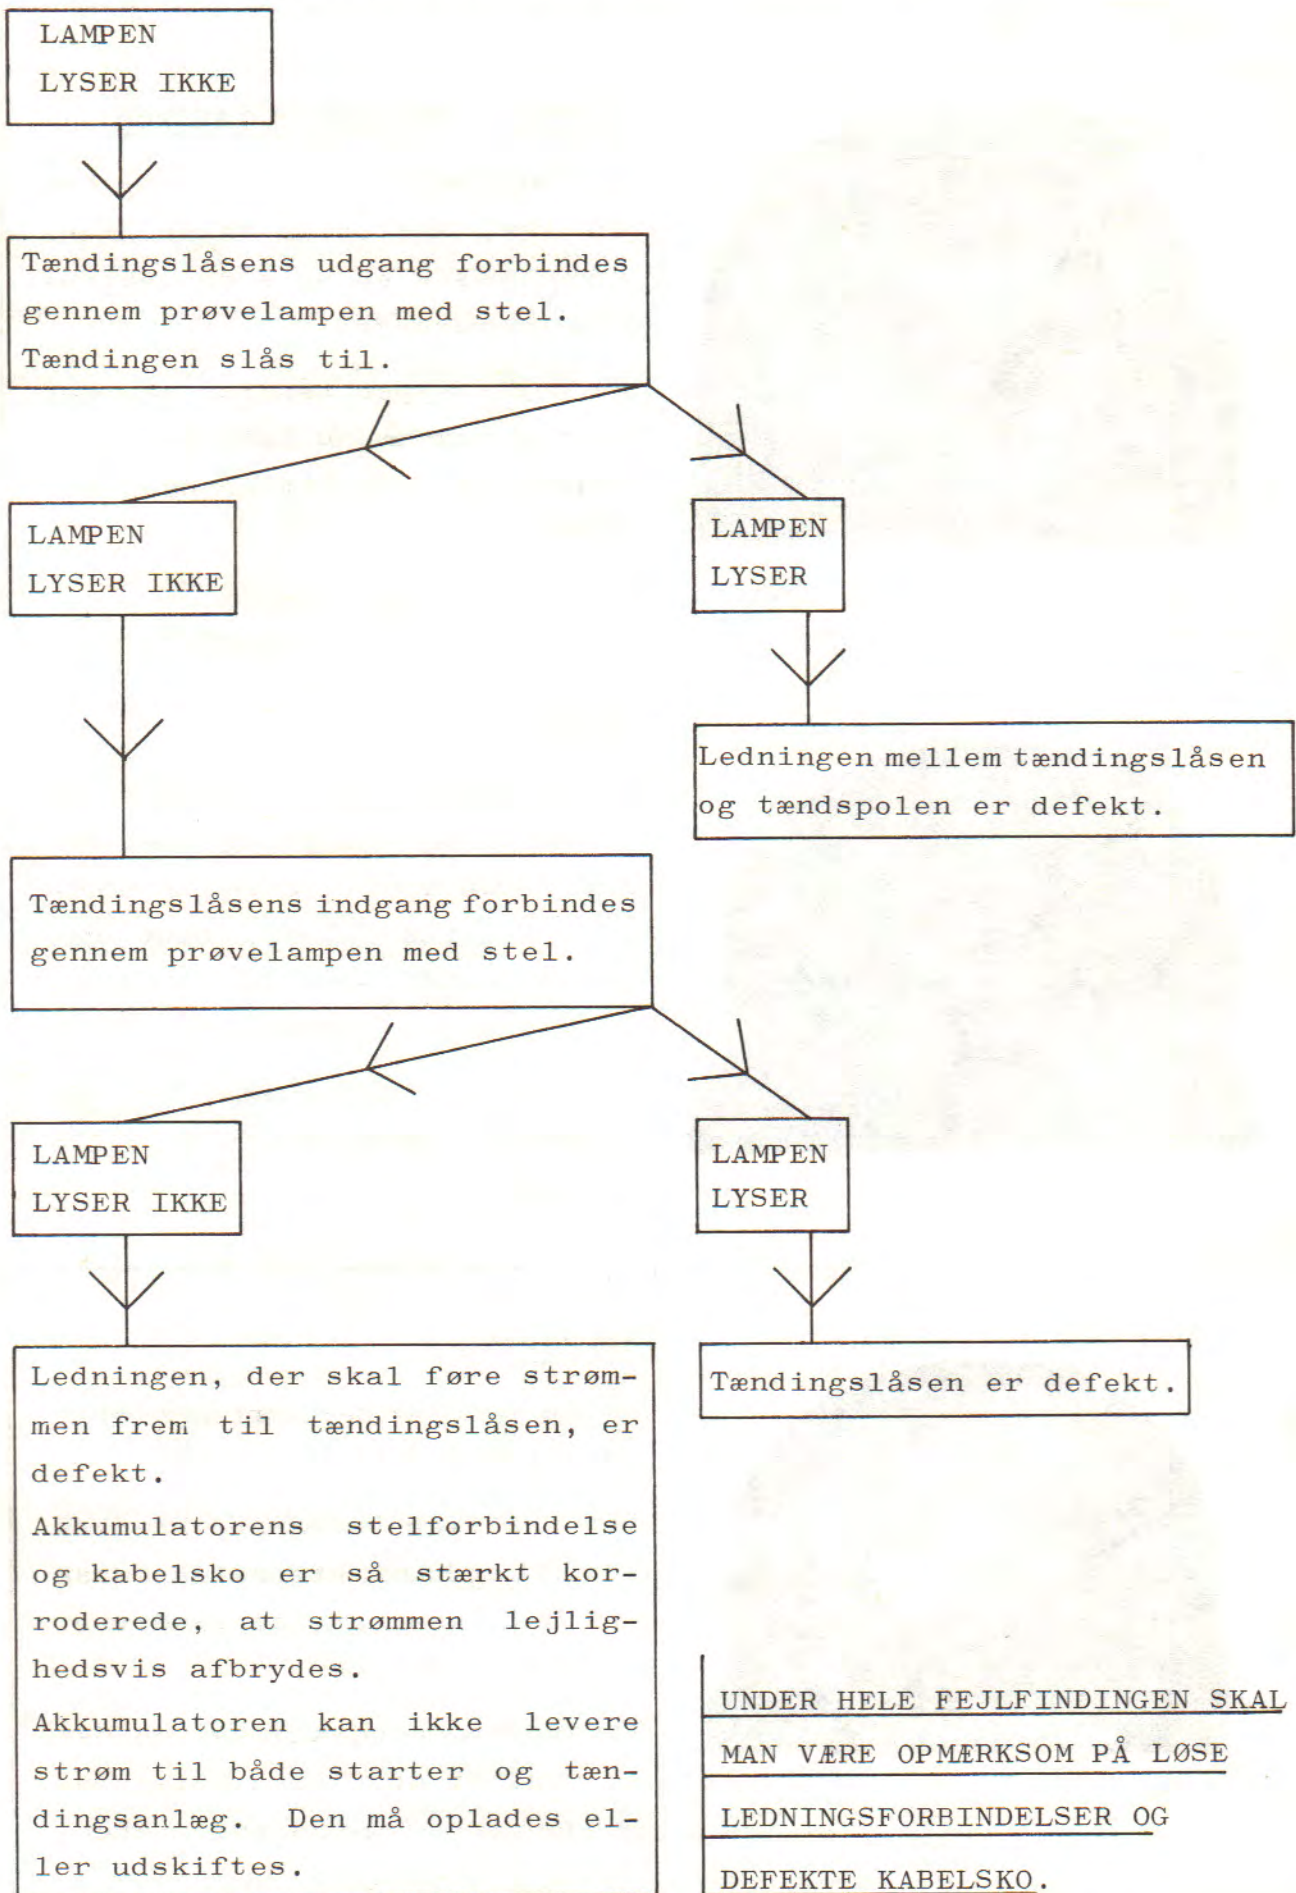 LAMPEN
LYSER IKKE
Tændingslåsens udgang forbindes
gennem prøvelampen med stel.
Tændingen slås til.
LAMPEN
LYSER IKKE
LAMPEN
LYSER
Ledningen mellem tændingslåsen
og tændspolen er defekt.
Tændingslåsens indgang forbindes
gennem prøvelampen med stel.
LAMPEN
LYSER IKKE
LAMPEN
LYSER
Ledningen, der skal føre strøm-
men frem til tændingslåsen, er
defekt.
Akkumulatorens stelforbindelse
og kabelsko er så stærkt kor-
roderede, at strømmen lejlig-
hedsvis afbrydes.
Akkumulatoren kan ikke levere
strøm til både starter og tæn-
dingsanlæg. Den må oplades el-
ler udskiftes.
Tændingslåsen er defekt.
UNDER HELE FEJLFINDINGEN SKAL
MAN VÆRE OPMÆRKSOM PÅ LØSE
LEDNINGSFORBINDELSER OG
DEFEKTE KABELSKO.